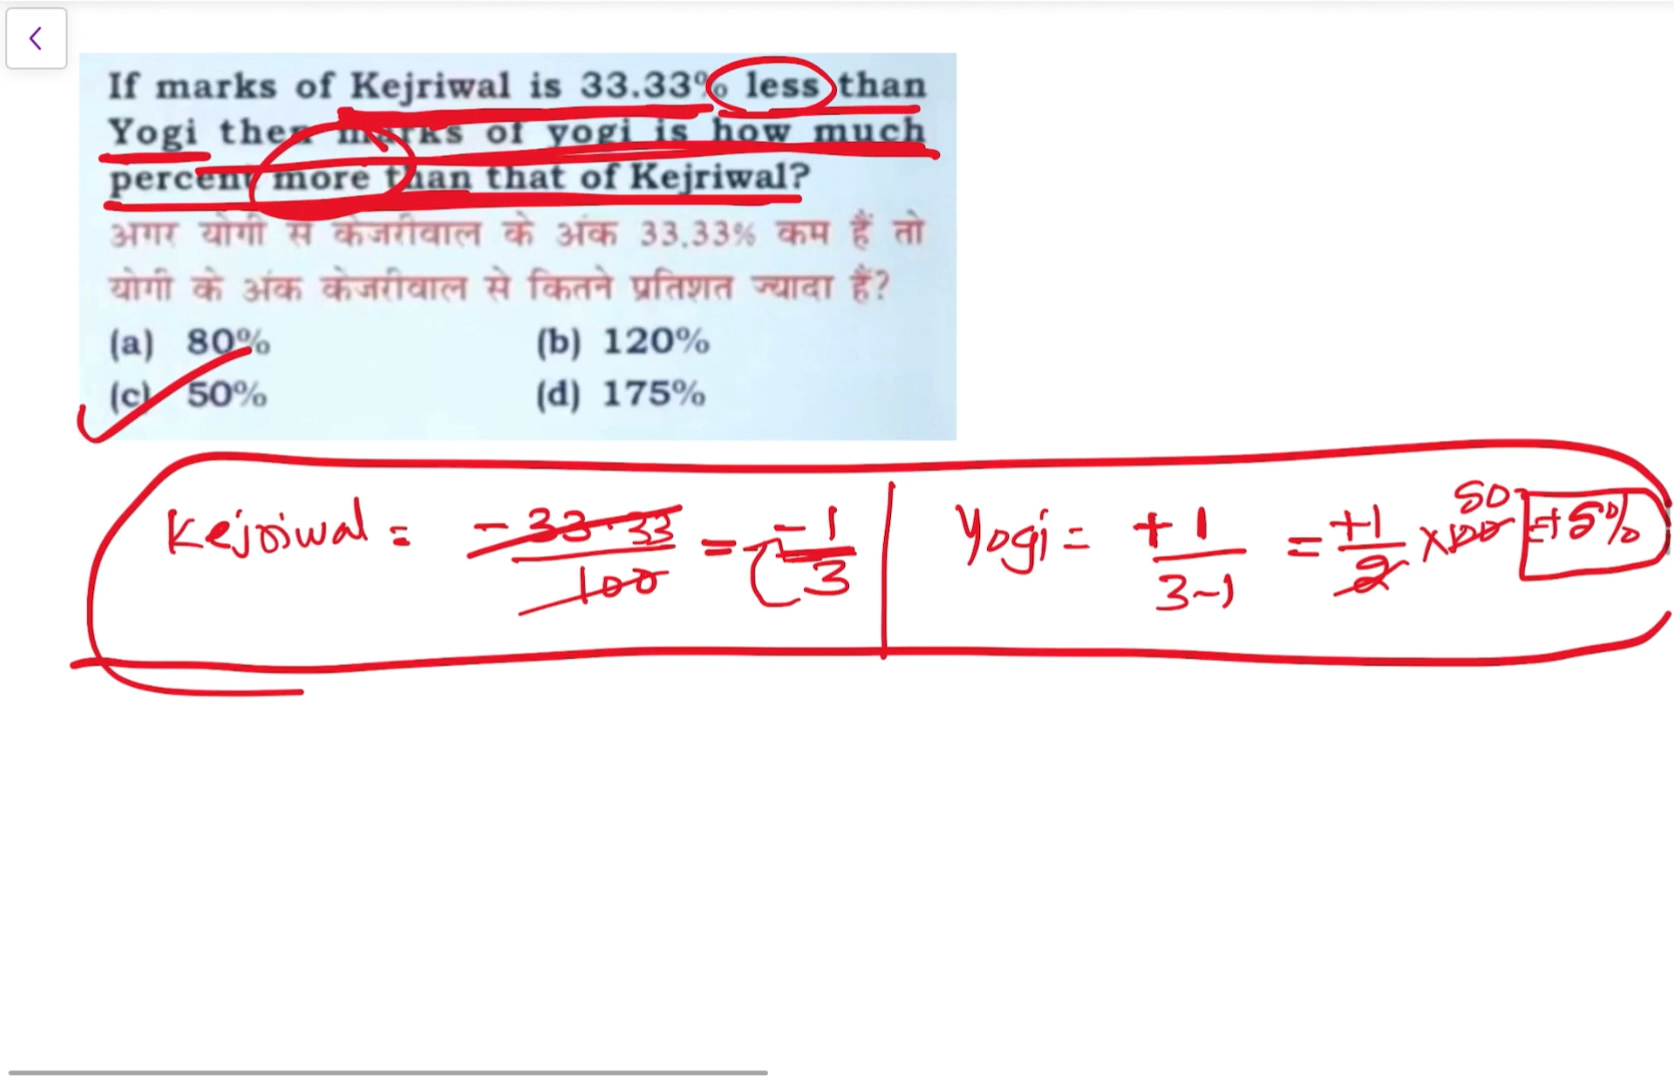 If marks of Kejriwal is 33.33% less than
Yogi then marks of yogi is how much
percent more than that of Kejriwal?
अगर योगी से केजरीवाल के अंक 33.33% कम हैं तो
योगी के अंक केजरीवाल से कितने प्रतिशत ज्यादा हैं?
(a) 80% (b) 120%
(c) 50% (d) 175%
Kejriwal = -33.33/100 = -1/3 | Yogi = +1/3-1 = +1/2 ×100 50 =+5%